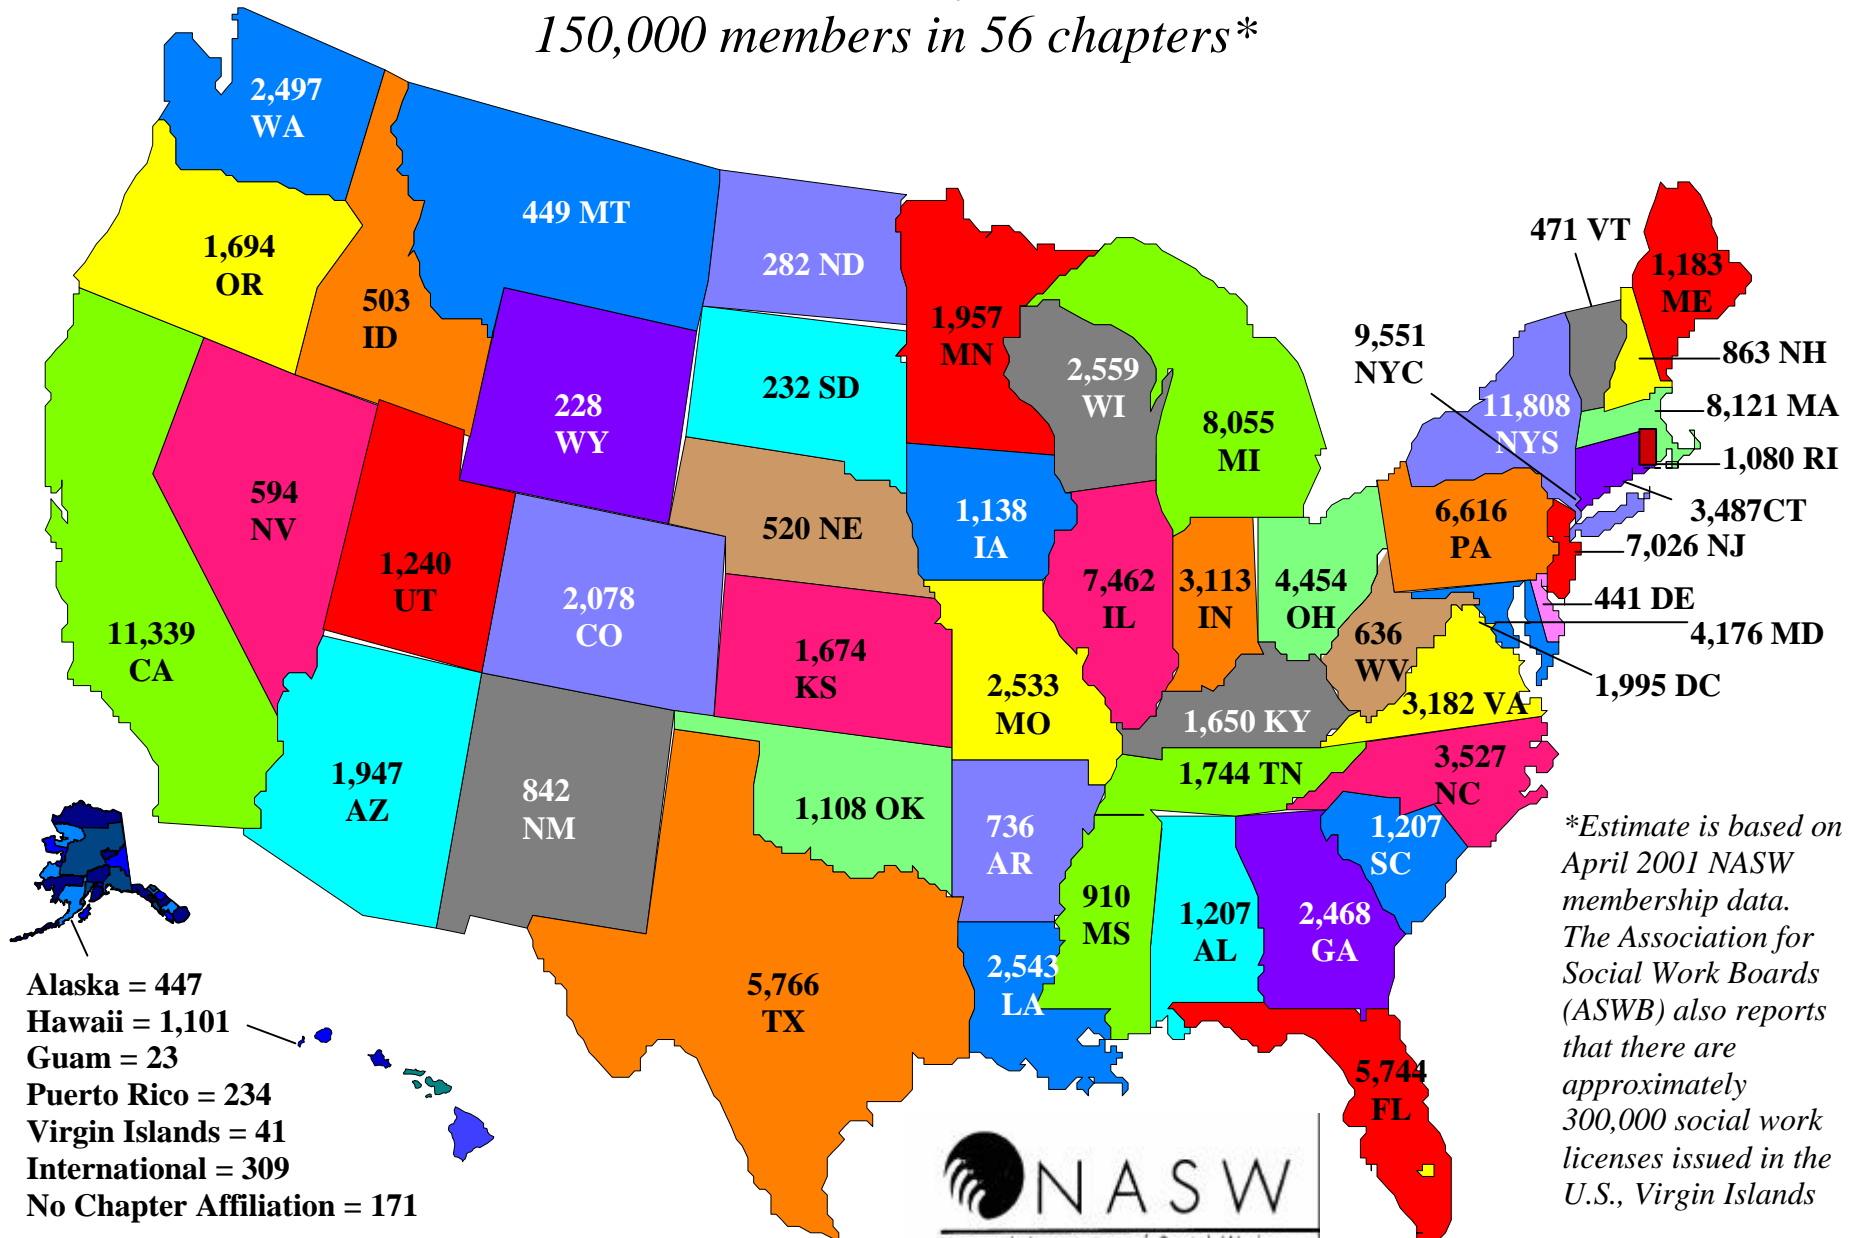 150,000 members in 56 chapters*
2,497
WA
1,694
OR
503
ID
449 MT
282 ND
1,957
MN
471 VT
1,183
ME
9,551
NYC
863 NH
228
WY
232 SD
2,559
WI
8,055
MI
11,808
NYS
8,121 MA
1,080 RI
594
NV
520 NE
1,138
IA
6,616
PA
3,487CT
7,026 NJ
1,240
UT
2,078
CO
7,462
IL
3,113
IN
4,454
OH
441 DE
11,339
CA
1,674
KS
2,533
MO
636
WV
4,176 MD
1,995 DC
3,182 VA
1,650 KY
1,947
AZ
842
NM
1,108 OK
1,744 TN
3,527
NC
736
AR
1,207
SC
910
MS
1,207
AL
2,468
GA
5,766
TX
2,543
LA
5,744
FL
Alaska = 447
Hawaii = 1,101
Guam = 23
Puerto Rico = 234
Virgin Islands = 41
International = 309
No Chapter Affiliation = 171
*Estimate is based on
April 2001 NASW
membership data.
The Association for
Social Work Boards
(ASWB) also reports
that there are
approximately
300,000 social work
licenses issued in the
U.S., Virgin Islands
NASW